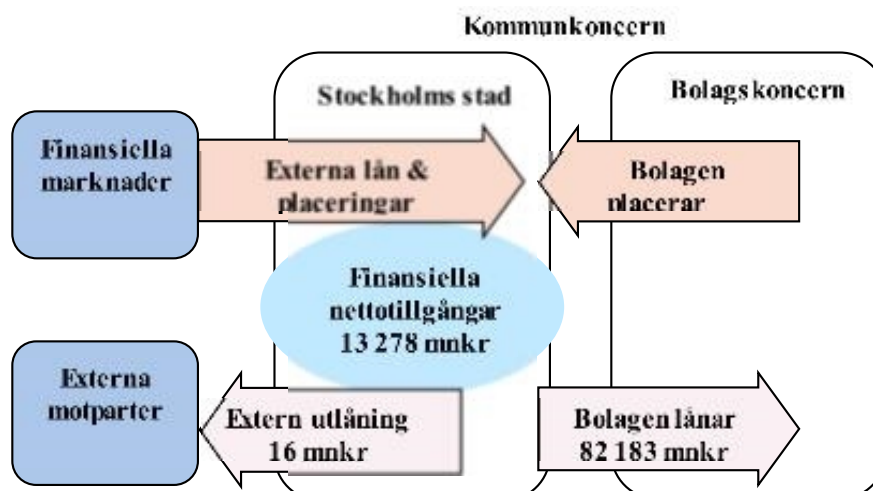 Kommunkoncern
Stockholms stad
Bolagskoncern
Finansiella
marknader
Externa lån &
placeringar
Bolagen
placerar
Finansiella
nettotillgångar
13 278 mnkr
Externa
motparter
Extern utlåning
16 mnkr
Bolagen lånar
82 183 mnkr